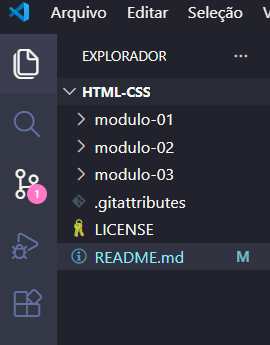 Arquivo Editar Seleção
EXPLORADOR ...
HTML-CSS
modulo-01
modulo-02
modulo-03
.gitattributes
LICENSE
1
README.md M